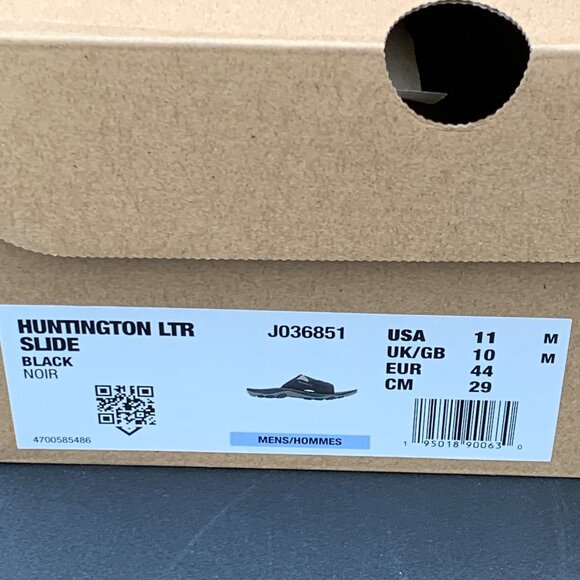 HUNTINGTON LTR
SLIDE
BLACK
NOIR
4700585486
J036851
MENS/HOMMES
USA 11 M
UK/GB 10 M
EUR 44
CM 29
1 95018 90063 0